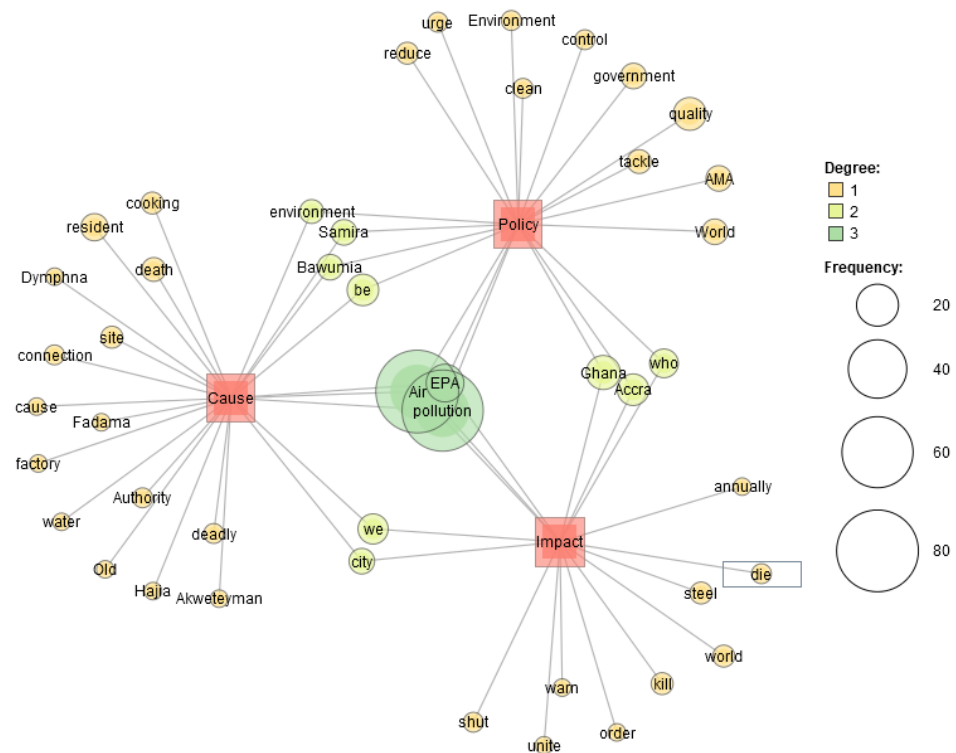 urge
Environment
reduce
control
clean
government
quality
tackle
AMA
World
Policy
cooking
resident
environment
Samira
death
Bawumia
Dymphna
be
site
connection
cause
Fadama
factory
Authority
water
deadly
Old
Hajia
Akweteyman
Cause
Air
EPA
pollution
Ghana
who
Accra
we
city
Impact
annually
die
steel
world
kill
warn
shut
unite
order
Degree:
1
2
3
Frequency:
20
40
60
80